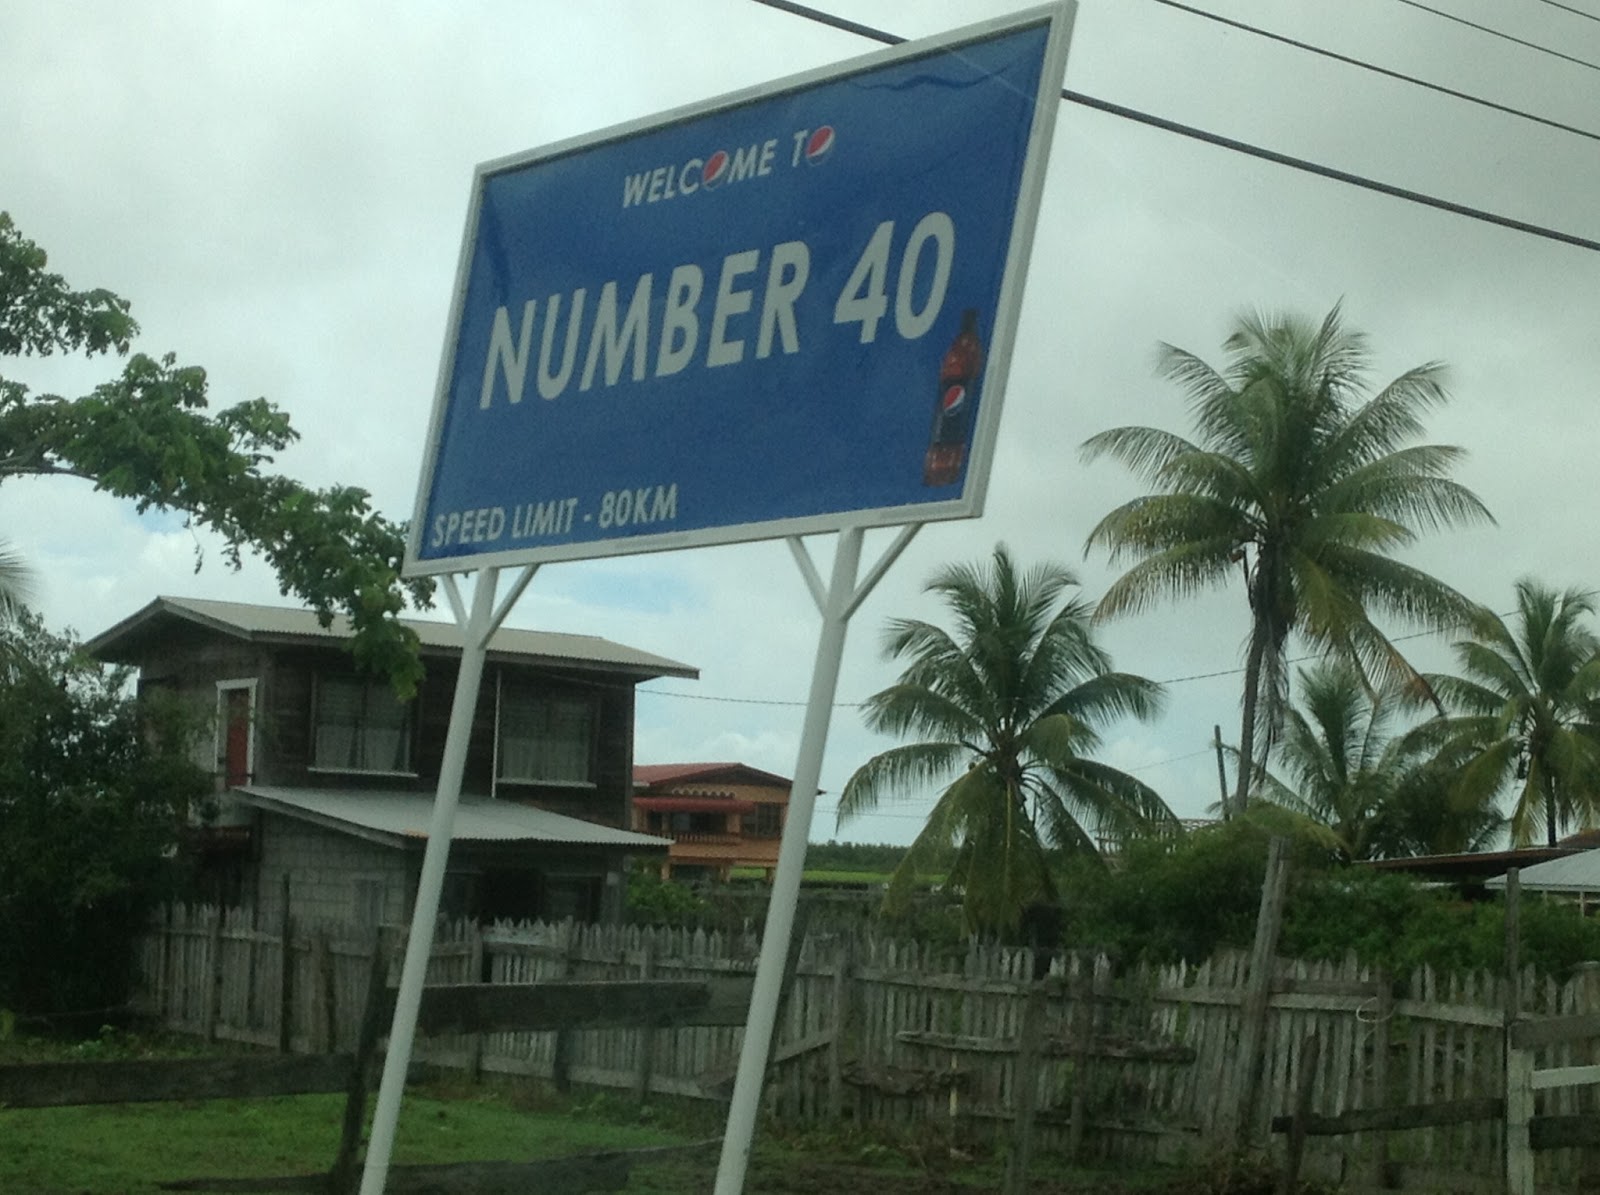 WELCOME TO
NUMBER 40
SPEED LIMIT - 80KM